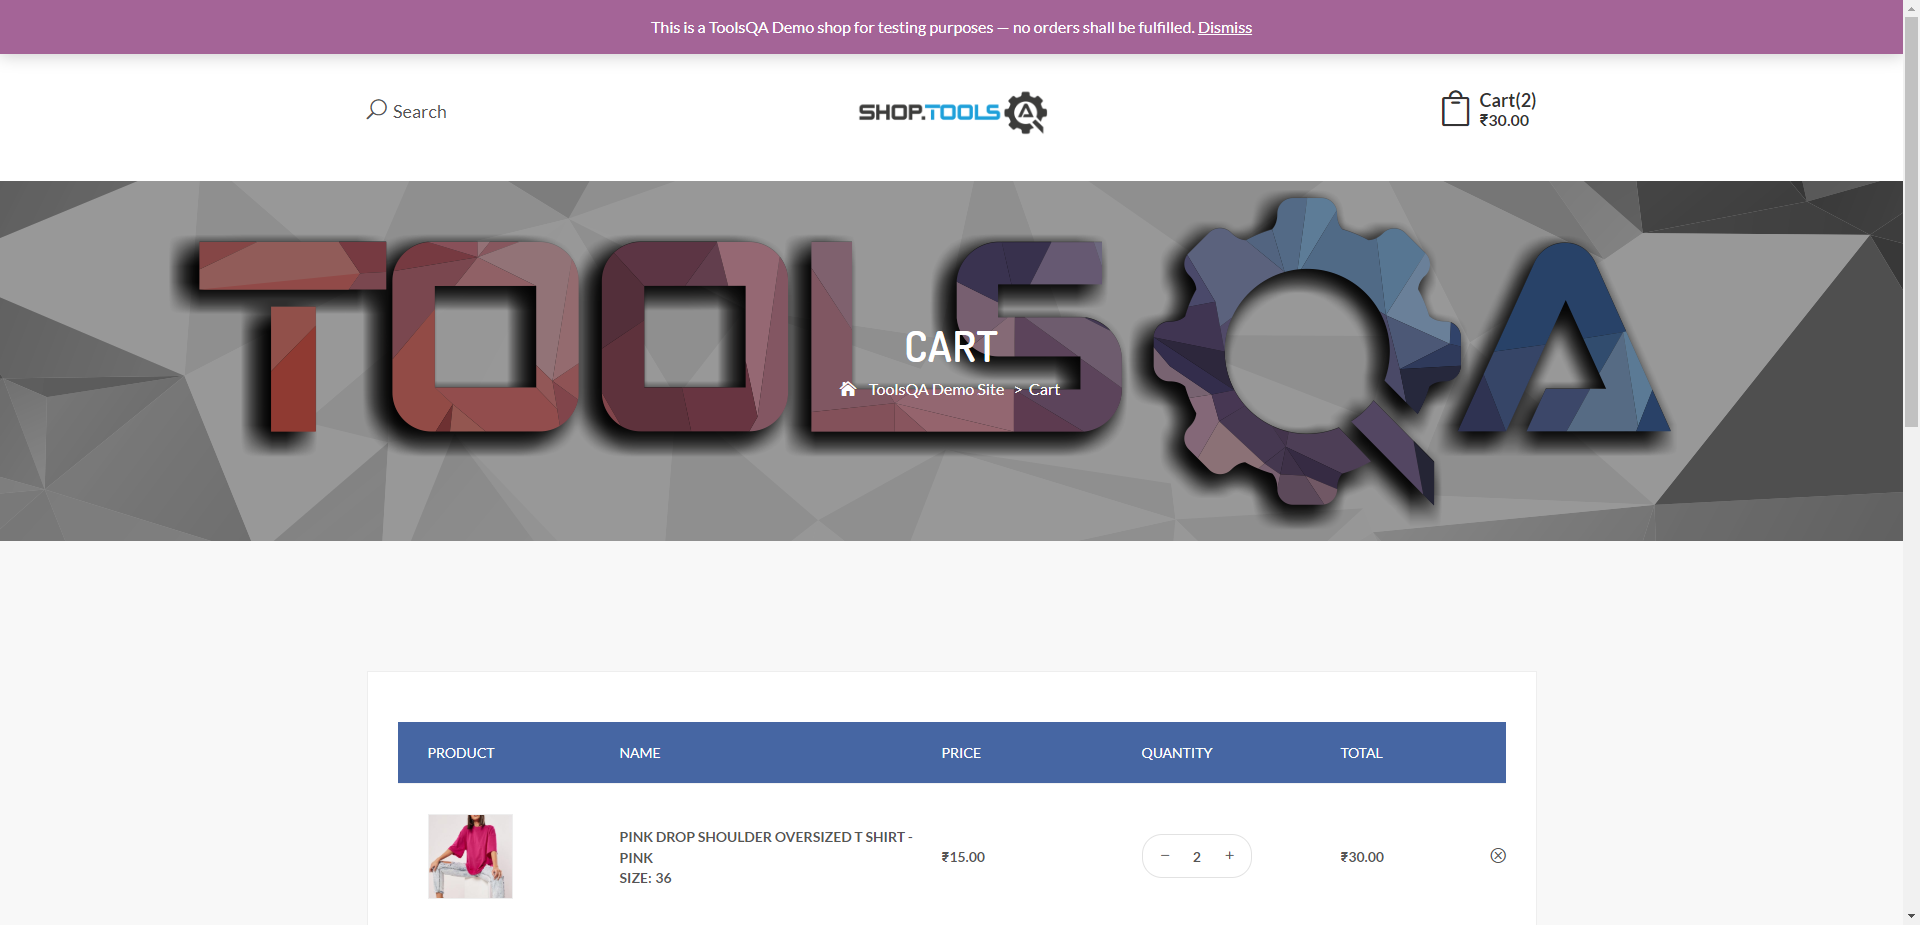 This is a ToolsQA Demo shop for testing purposes — no orders shall be fulfilled. Dismiss
Search
SHOP.TOOLS
Cart(2)
₹30.00
TOOLSQA
CART
ToolsQA Demo Site > Cart
PRODUCT NAME PRICE QUANTITY TOTAL
PINK DROP SHOULDER OVERSIZED T SHIRT -
PINK
SIZE: 36
₹15.00
− 2 +
₹30.00